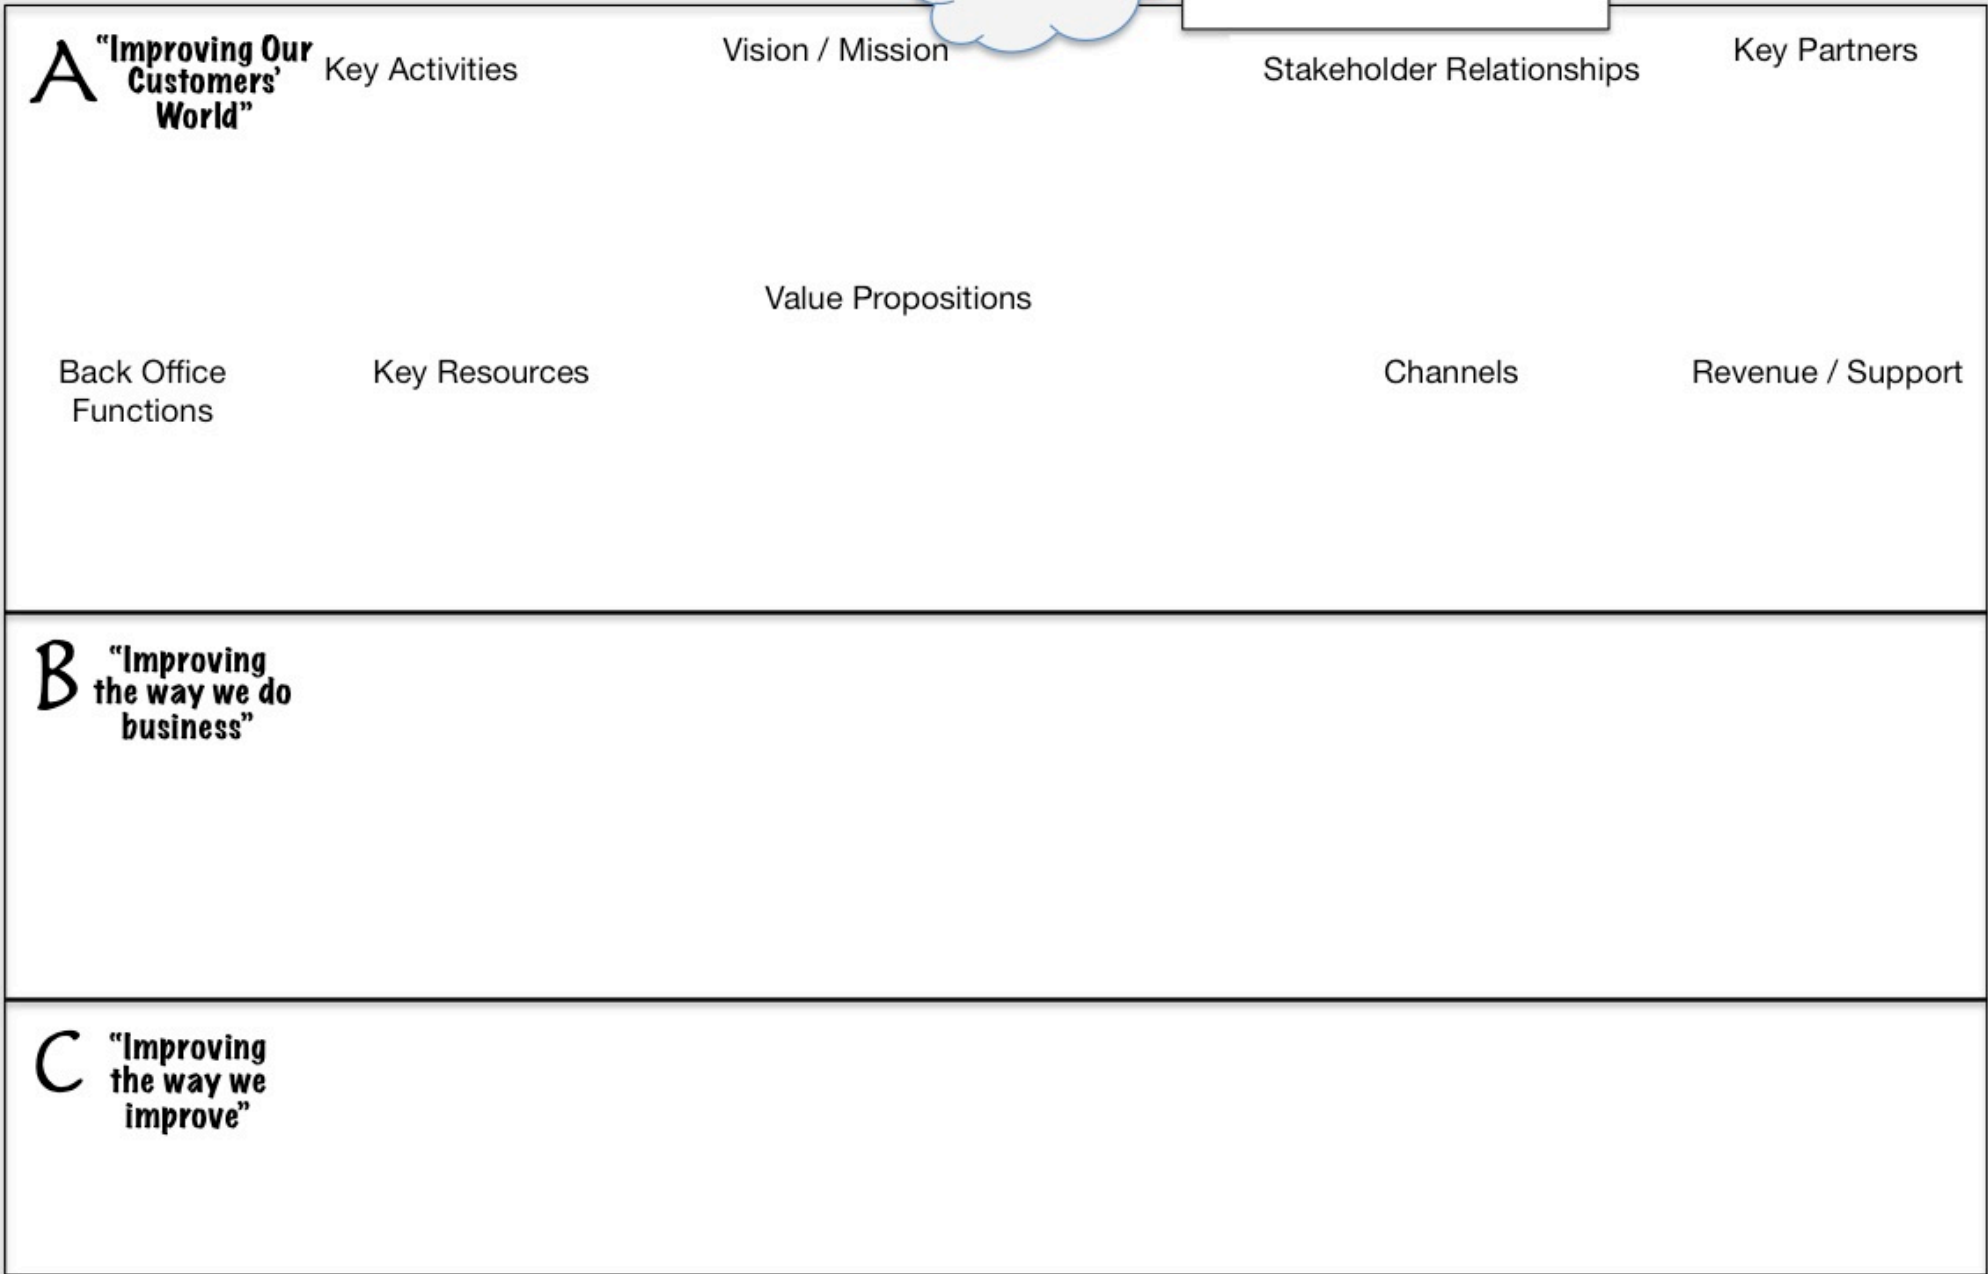 A
“Improving Our
Customers’
World”
Key Activities
Vision / Mission
Stakeholder Relationships
Key Partners
Value Propositions
Back Office
Functions
Key Resources
Channels
Revenue / Support
B
“Improving
the way we do
business”
C
“Improving
the way we
improve”